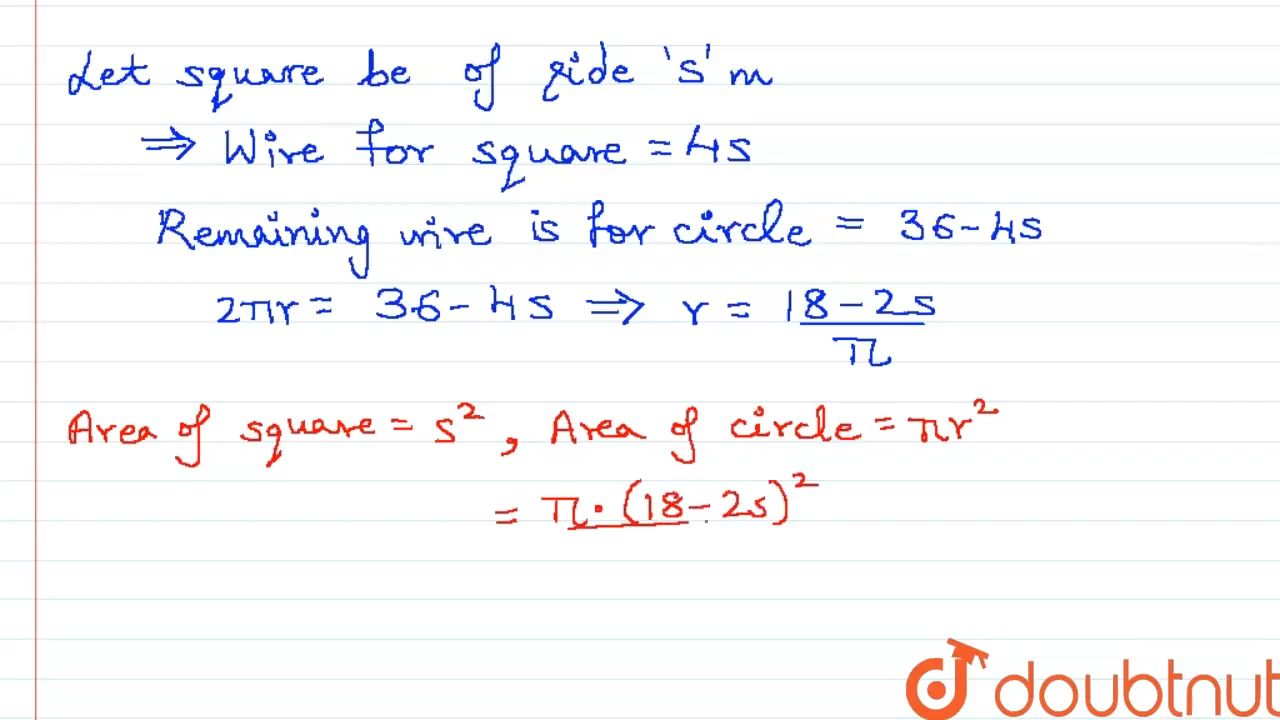 Let square be of side 's' m
⇒ Wire for square = 4s
Remaining wire is for circle = 36-4s
2πr = 36-4s ⇒ r = 18-2s
π
Area of square = s², Area of circle = πr²
= π·(18-2s)²
doubtnut